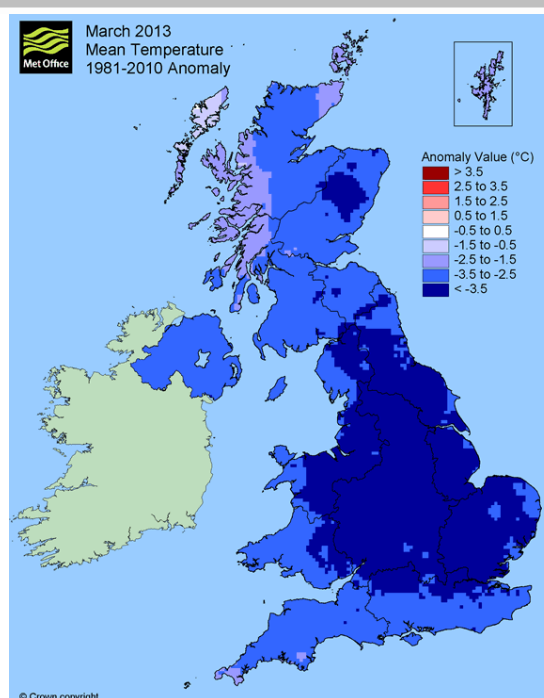 March 2013
Mean Temperature
1981-2010 Anomaly
Met Office
Anomaly Value (°C)
> 3.5
2.5 to 3.5
1.5 to 2.5
0.5 to 1.5
-0.5 to 0.5
-1.5 to -0.5
-2.5 to -1.5
-3.5 to -2.5
< -3.5
© Crown copyright